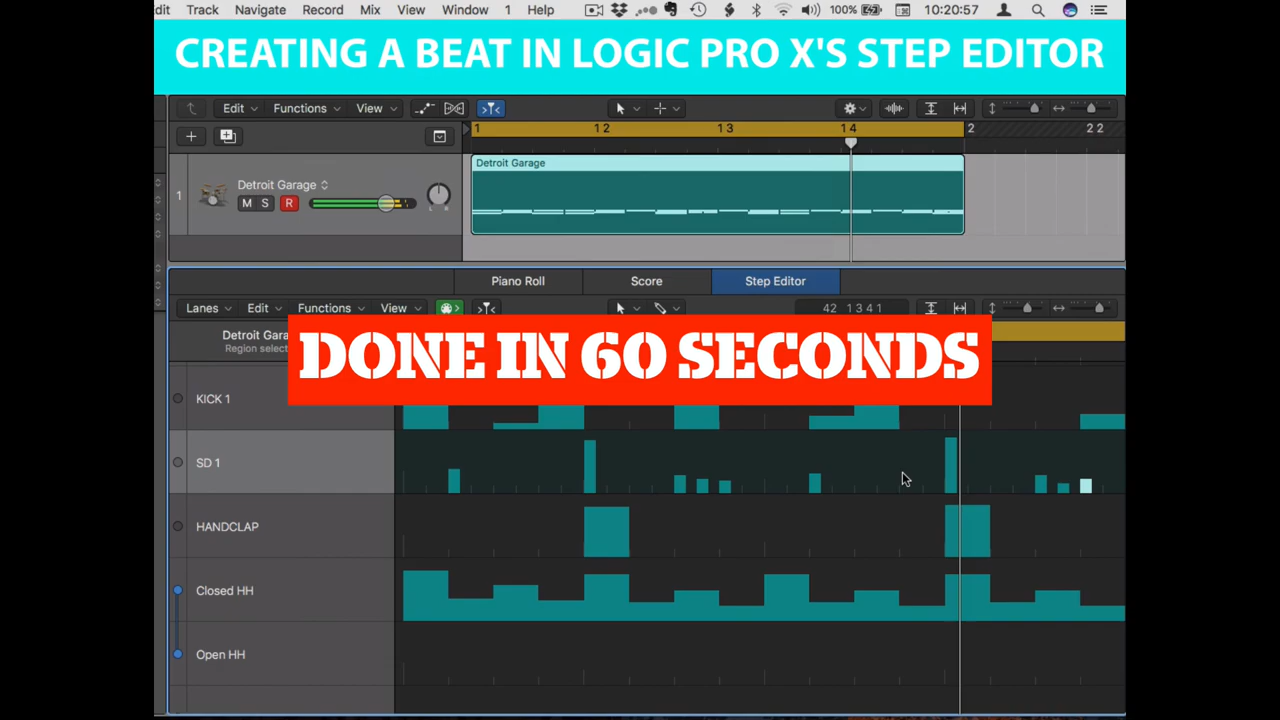 dit Track Navigate Record Mix View Window 1 Help 100% 10:20:57
CREATING A BEAT IN LOGIC PRO X'S STEP EDITOR
Edit Functions View
1 1 2 1 3 1 4 2 2 2
Detroit Garage
1 Detroit Garage
M S R
Piano Roll Score Step Editor
Lanes Edit Functions View 42 1 3 4 1
Detroit Gara
Region select
DONE IN 60 SECONDS
KICK 1
SD 1
HANDCLAP
Closed HH
Open HH